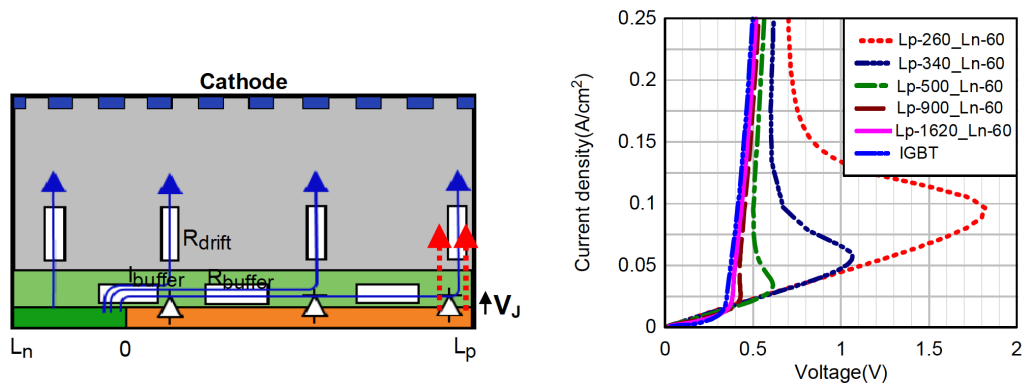 Cathode
Rdrift
Ibuffer
Rbuffer
VJ
Ln
0
Lp
Current density(A/cm²)
0.25
0.2
0.15
0.1
0.05
0
0
0.5
1
1.5
2
Voltage(V)
Lp-260_Ln-60
Lp-340_Ln-60
Lp-500_Ln-60
Lp-900_Ln-60
Lp-1620_Ln-60
IGBT